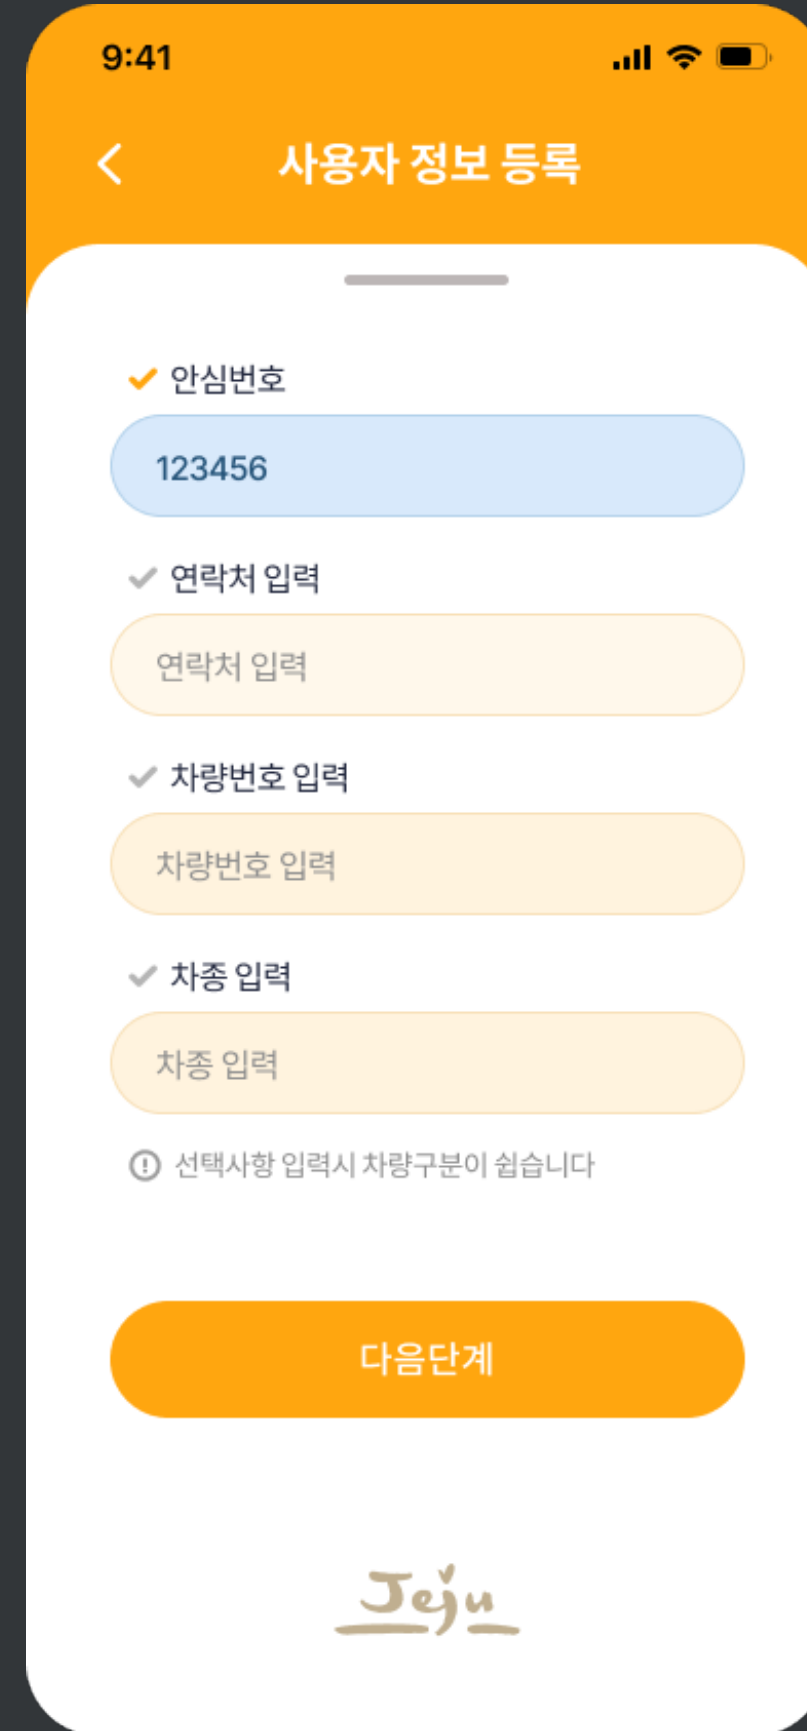 9:41
사용자 정보 등록
안심번호
123456
연락처 입력
연락처 입력
차량번호 입력
차량번호 입력
차종 입력
차종 입력
선택사항 입력시 차량구분이 쉽습니다
다음단계
Jeju